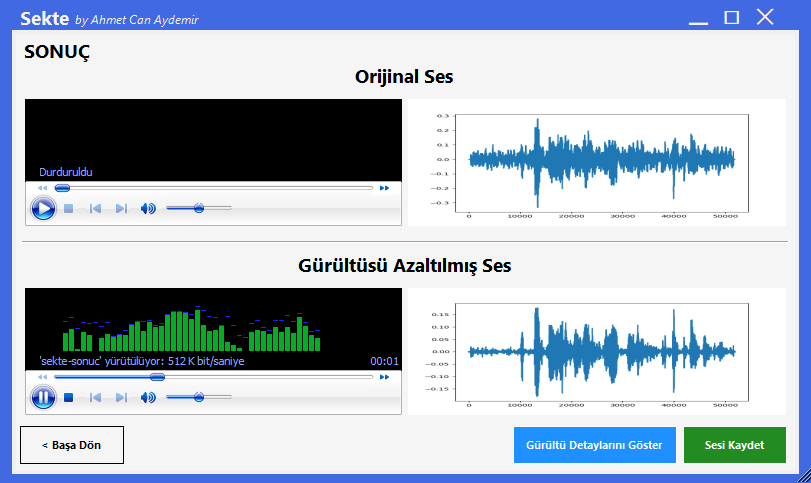 Sekte by Ahmet Can Aydemir
SONUÇ
Orijinal Ses
Durduruldu
0.3
0.2
0.1
0.0
−0.1
−0.2
−0.3
0 10000 20000 30000 40000 50000
Gürültüsü Azaltılmış Ses
'sekte-sonuc' yürütülüyor: 512 K bit/saniye 00:01
0.15
0.10
0.05
0.00
−0.05
−0.10
−0.15
0 10000 20000 30000 40000 50000
< Başa Dön
Gürültü Detaylarını Göster
Sesi Kaydet